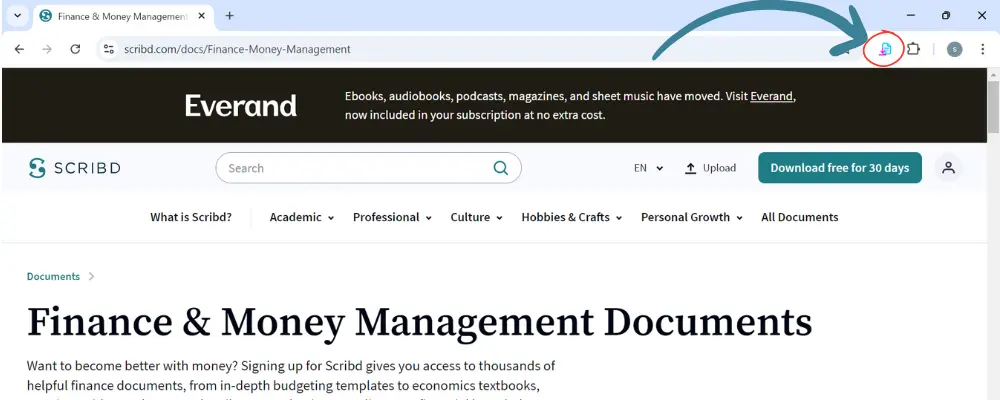 Finance & Money Management
scribd.com/docs/Finance-Money-Management
S
Everand
Ebooks, audiobooks, podcasts, magazines, and sheet music have moved. Visit Everand,
now included in your subscription at no extra cost.
SCRIBD
Search
EN
Upload
Download free for 30 days
What is Scribd?
Academic
Professional
Culture
Hobbies & Crafts
Personal Growth
All Documents
Documents
Finance & Money Management Documents
Want to become better with money? Signing up for Scribd gives you access to thousands of
helpful finance documents, from in-depth budgeting templates to economics textbooks,